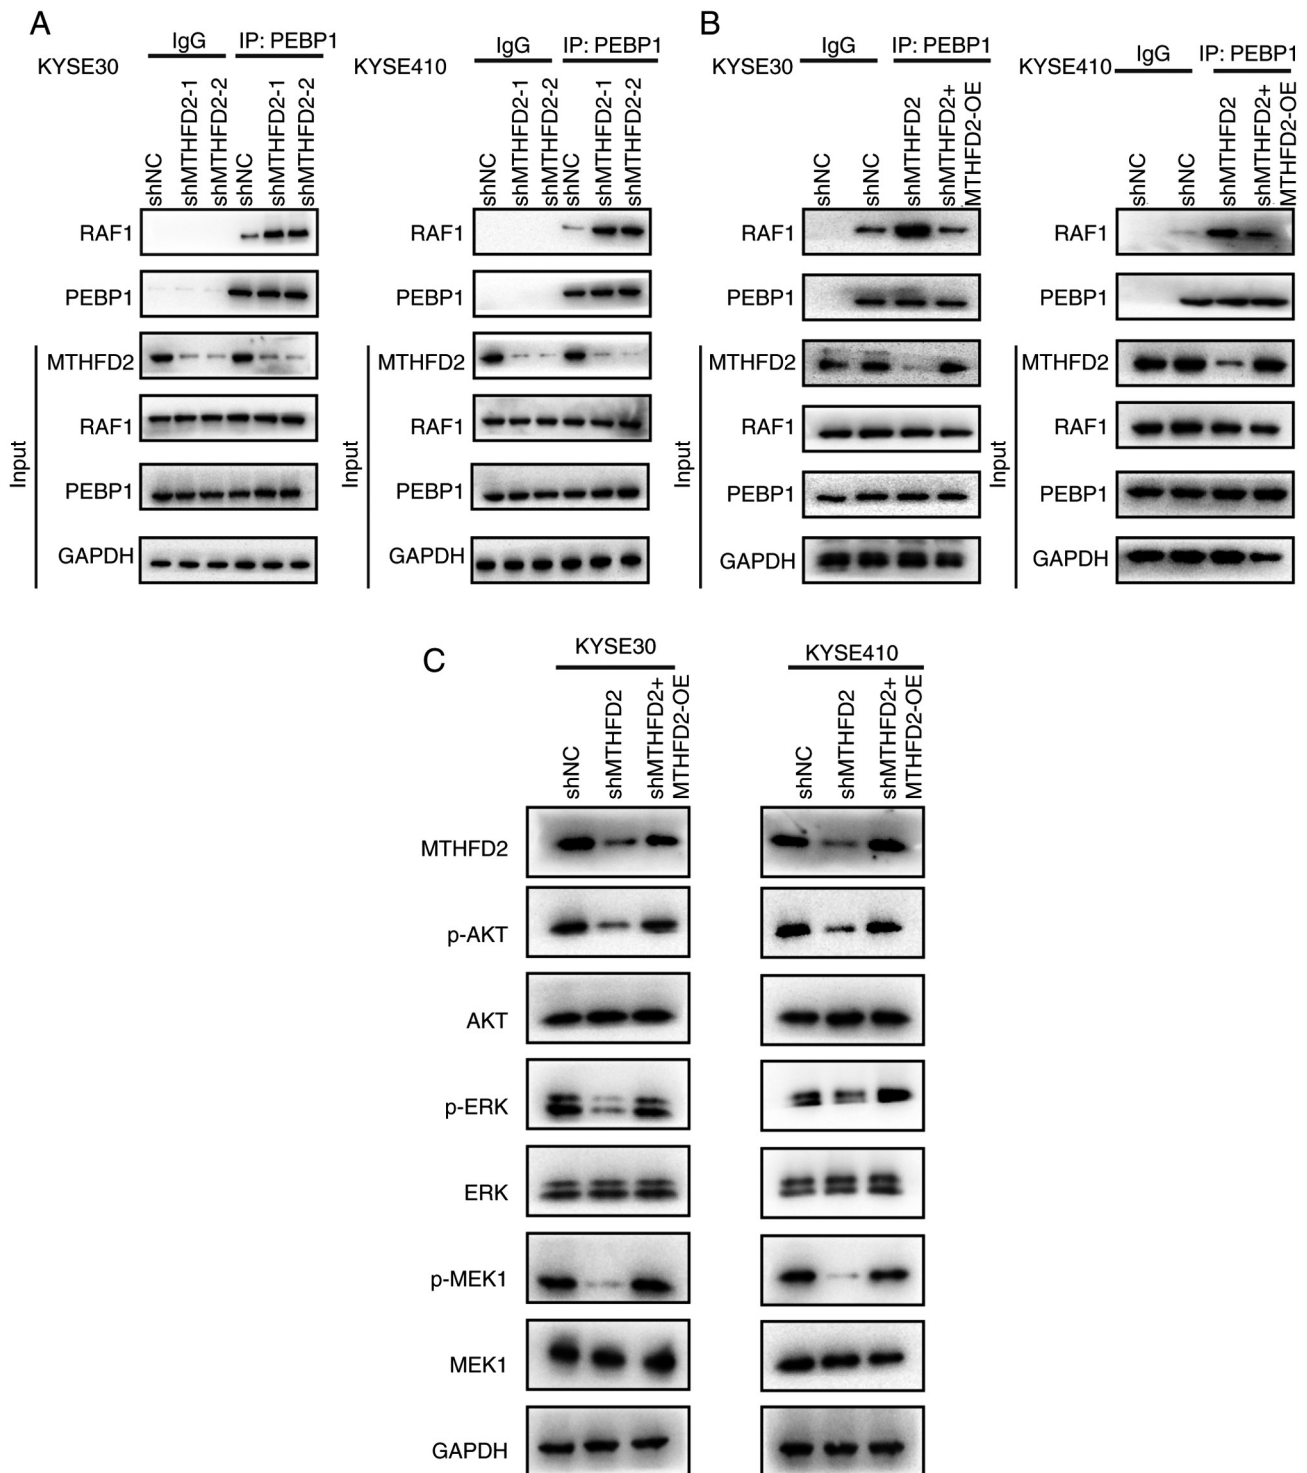 A
B
IgG
IP: PEBP1
KYSE30
shNC
shMTHFD2-1
shMTHFD2-2
shNC
shMTHFD2-1
shMTHFD2-2
RAF1
PEBP1
MTHFD2
RAF1
PEBP1
GAPDH
Input
IgG
IP: PEBP1
KYSE410
shNC
shMTHFD2-1
shMTHFD2-2
shNC
shMTHFD2-1
shMTHFD2-2
RAF1
PEBP1
MTHFD2
RAF1
PEBP1
GAPDH
Input
IgG
IP: PEBP1
KYSE30
shNC
shNC
shMTHFD2
shMTHFD2+
MTHFD2-OE
RAF1
PEBP1
MTHFD2
RAF1
PEBP1
GAPDH
Input
IgG
IP: PEBP1
KYSE410
shNC
shNC
shMTHFD2
shMTHFD2+
MTHFD2-OE
RAF1
PEBP1
MTHFD2
RAF1
PEBP1
GAPDH
Input
C
KYSE30
KYSE410
shNC
shMTHFD2
shMTHFD2+
MTHFD2-OE
shNC
shMTHFD2
shMTHFD2+
MTHFD2-OE
MTHFD2
p-AKT
AKT
p-ERK
ERK
p-MEK1
MEK1
GAPDH